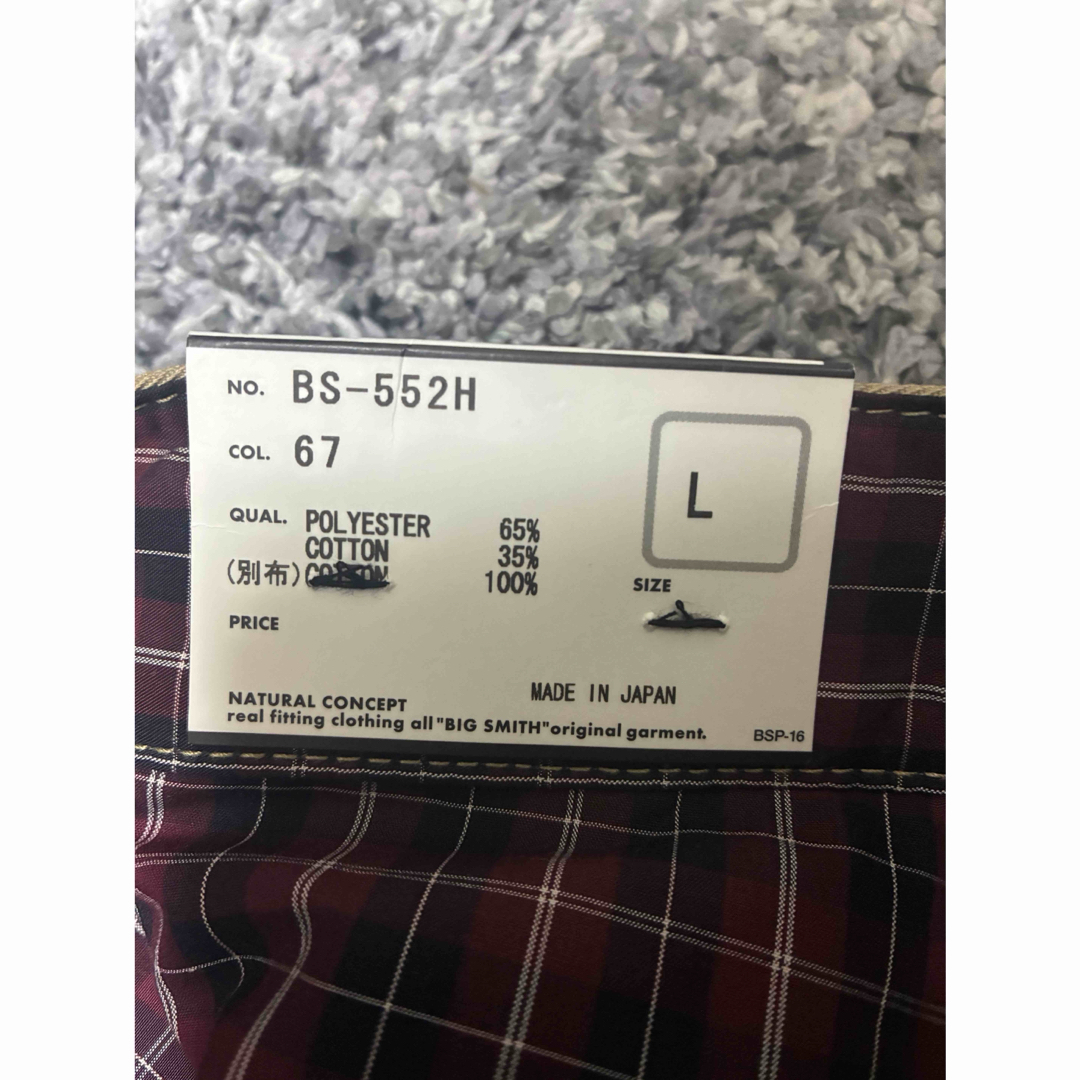 NO. BS-552H
COL. 67
L
QUAL. POLYESTER 65%
COTTON 35%
(別布) COTTON 100%
SIZE
PRICE
MADE IN JAPAN
NATURAL CONCEPT
real fitting clothing all "BIG SMITH" original garment.
BSP-16